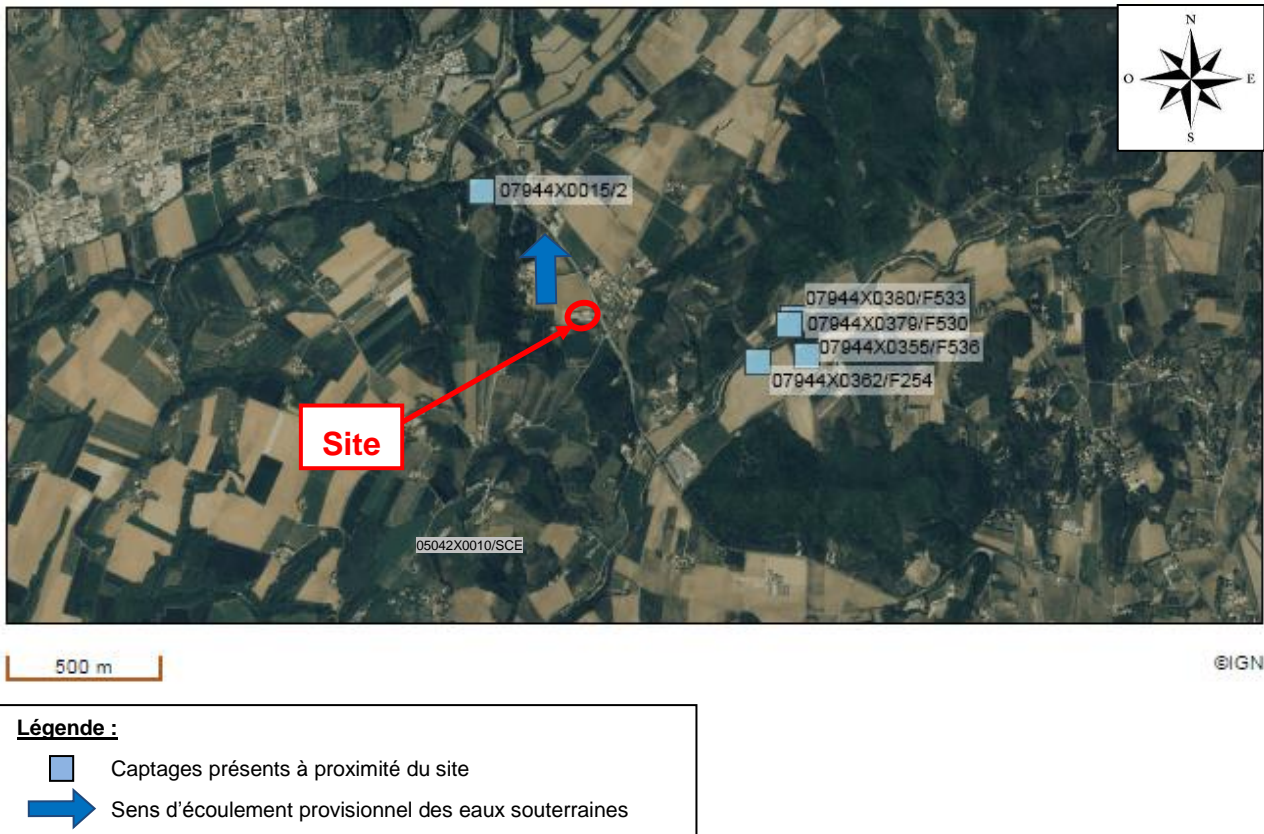 N
O
E
S
07944X0015/2
07944X0380/F533
07944X0379/F530
07944X0355/F536
07944X0362/F254
Site
05042X0010/SCE
500 m
©IGN
Légende :
Captages présents à proximité du site
Sens d'écoulement provisionnel des eaux souterraines